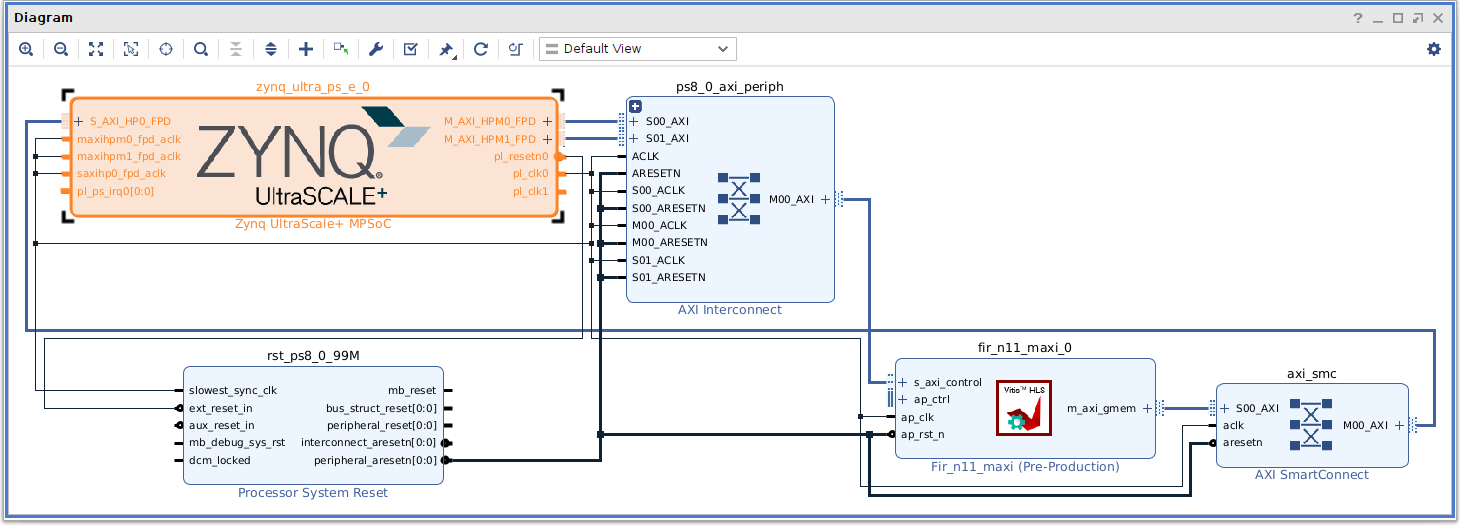 Diagram
Default View
zynq_ultra_ps_e_0
S_AXI_HP0_FPD
maxihpm0_fpd_aclk
maxihpm1_fpd_aclk
saxihp0_fpd_aclk
pl_ps_irq0[0:0]
ZYNQ
UltraSCALE+
M_AXI_HPM0_FPD
M_AXI_HPM1_FPD
pl_resetn0
pl_clk0
pl_clk1
Zynq UltraScale+ MPSoC
ps8_0_axi_periph
S00_AXI
S01_AXI
ACLK
ARESETN
S00_ACLK
S00_ARESETN
M00_ACLK
M00_ARESETN
S01_ACLK
S01_ARESETN
M00_AXI
AXI Interconnect
rst_ps8_0_99M
slowest_sync_clk
ext_reset_in
aux_reset_in
mb_debug_sys_rst
dcm_locked
mb_reset
bus_struct_reset[0:0]
peripheral_reset[0:0]
interconnect_aresetn[0:0]
peripheral_aresetn[0:0]
Processor System Reset
fir_n11_maxi_0
s_axi_control
ap_ctrl
ap_clk
ap_rst_n
Vitis™ HLS
m_axi_gmem
Fir_n11_maxi (Pre-Production)
axi_smc
S00_AXI
aclk
aresetn
M00_AXI
AXI SmartConnect